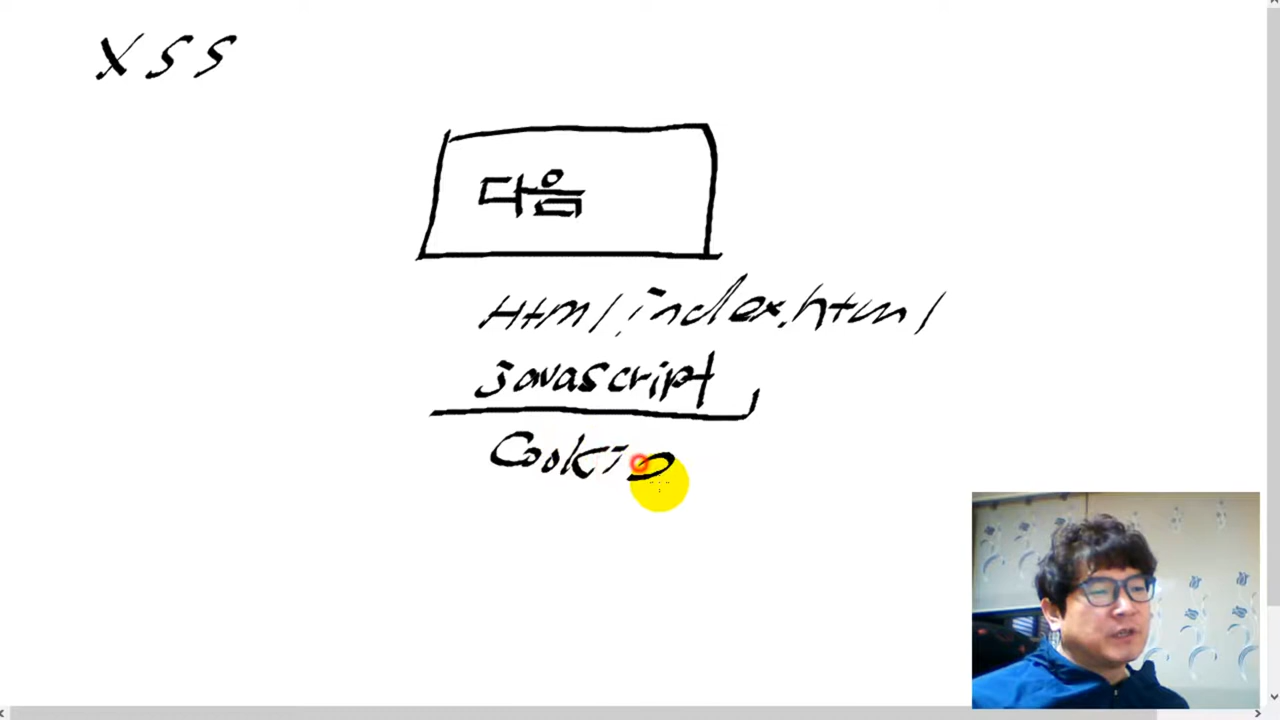 XSS
다음
Html, index.html
javascript
Cookie